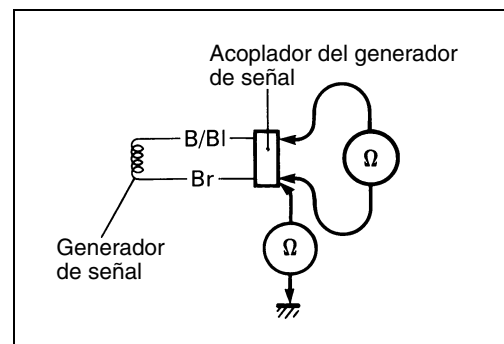 Acoplador del generador
de señal
B/Bl
Br
Ω
Ω
Generador
de señal